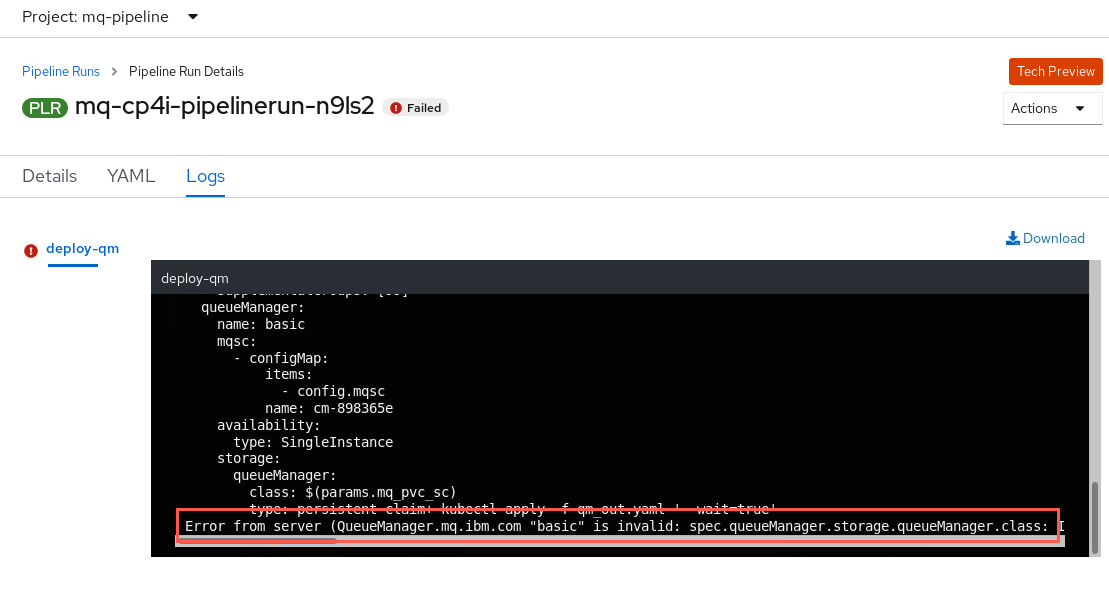 Project: mq-pipeline
Pipeline Runs > Pipeline Run Details
Tech Preview
PLR mq-cp4i-pipelinerun-n9ls2 Failed
Actions
Details YAML Logs
deploy-qm
Download
deploy-qm
supplementalGroups: [99]
queueManager:
name: basic
mqsc:
- configMap:
items:
- config.mqsc
name: cm-898365e
availability:
type: SingleInstance
storage:
queueManager:
class: $(params.mq_pvc_sc)
type: persistent-claim' kubectl apply -f qm_out.yaml '--wait=true'
Error from server (QueueManager.mq.ibm.com "basic" is invalid: spec.queueManager.storage.queueManager.class: I